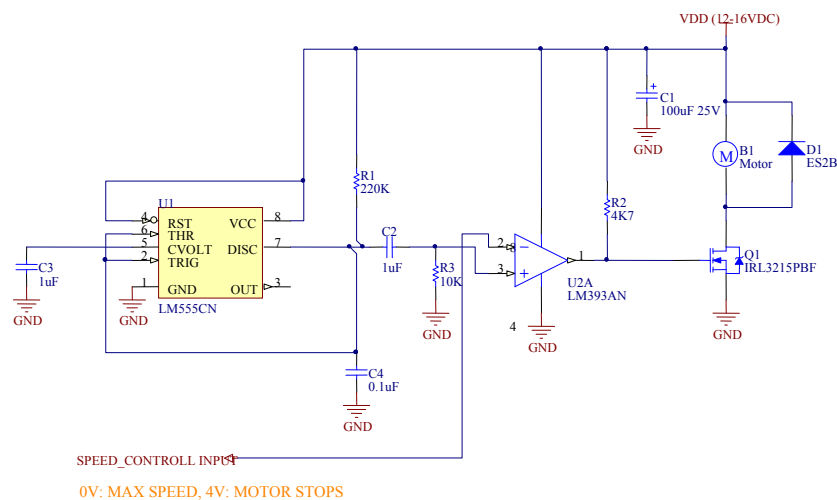 VDD (12-16VDC)
C1
100uF 25V
GND
B1
Motor
M
D1
ES2B
R1
220K
U1
4
RST
VCC
8
6
THR
5
CVOLT
DISC
7
2
TRIG
1
GND
OUT
3
LM555CN
GND
C3
1uF
GND
C2
1uF
R3
10K
GND
R2
4K7
2
3
1
U2A
LM393AN
4
GND
Q1
IRL3215PBF
GND
C4
0.1uF
GND
SPEED_CONTROLL INPUT
0V: MAX SPEED, 4V: MOTOR STOPS